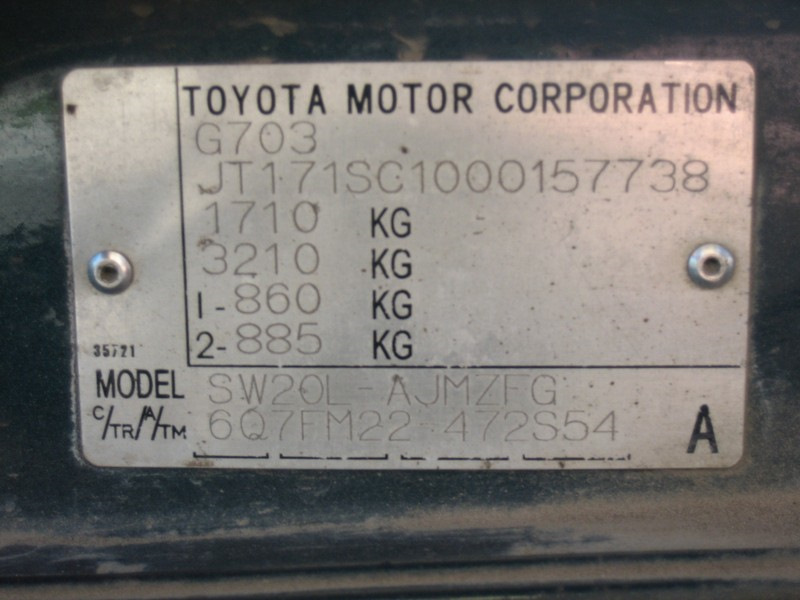 TOYOTA MOTOR CORPORATION
G703
JT171SC1000157738
1710 KG
3210 KG
1-860 KG
2-885 KG
35721
MODEL SW20L-AJMZFG
C/TR/A/TM 6Q7FM22 472S54
A